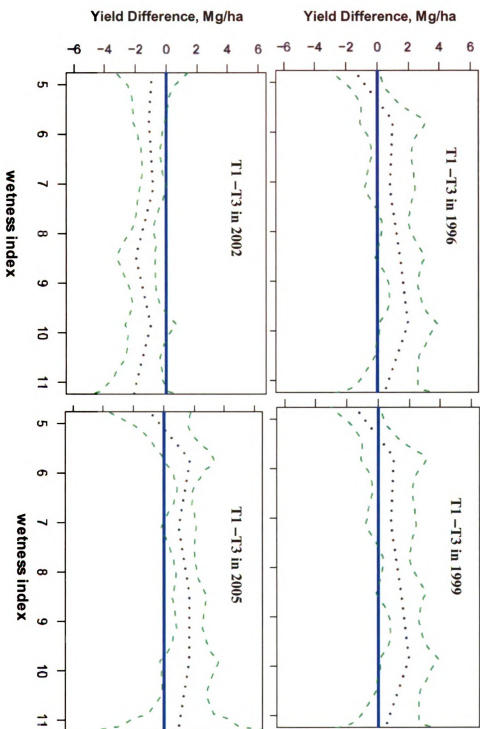 Yield Difference, Mg/ha
−6 −4 −2 0 2 4 6
Yield Difference, Mg/ha
−6 −4 −2 0 2 4 6
T1 −T3 in 1996
T1 −T3 in 1999
T1 −T3 in 2002
5 6 7 8 9 10 11
wetness index
T1 −T3 in 2005
5 6 7 8 9 10 11
wetness index